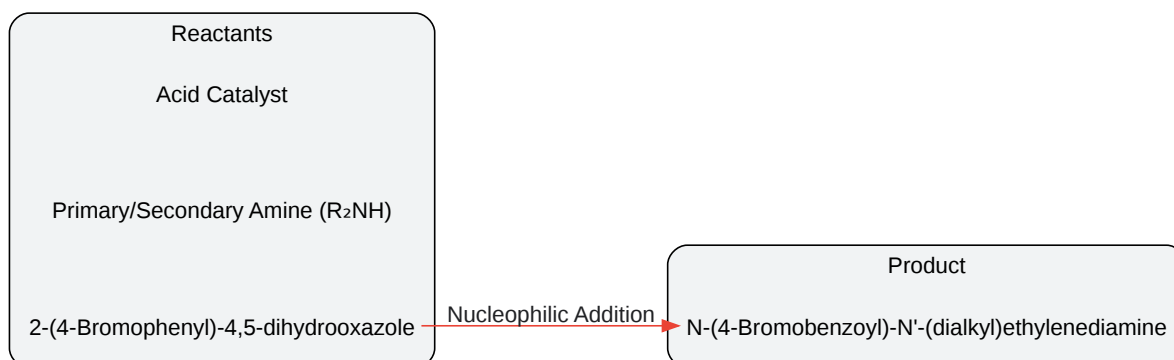 Reactants
Acid Catalyst
Primary/Secondary Amine (R₂NH)
2-(4-Bromophenyl)-4,5-dihydrooxazole
Nucleophilic Addition
Product
N-(4-Bromobenzoyl)-N'-(dialkyl)ethylenediamine